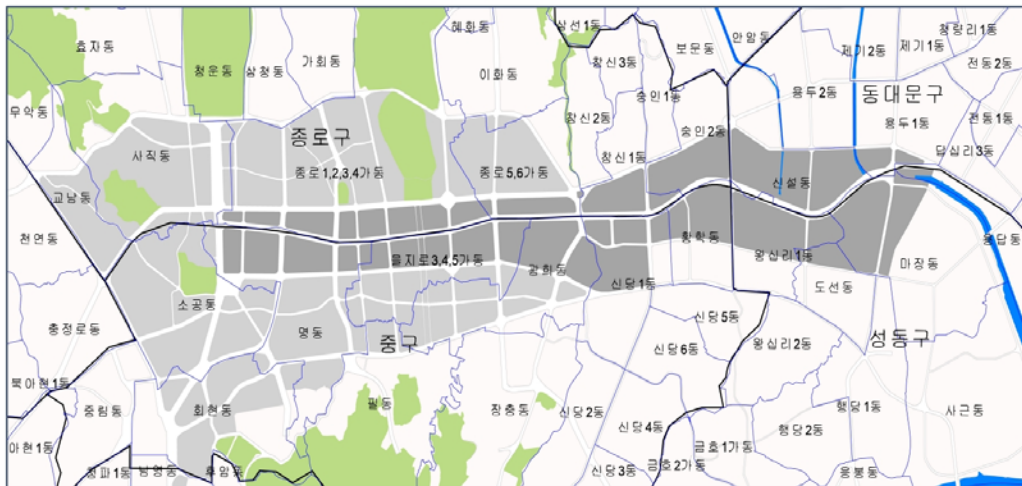 효자동
청운동
삼청동
가회동
혜화동
삼선1동
창신3동
보문동
안암동
제기2동
제기1동
청량리1동
전동2동
이화동
무악동
창신2동
숭인1동
용두2동
동대문구
용두1동
전동1동
숭인2동
사직동
종로구
창신1동
답십리3동
종로1,2,3,4가동
종로5,6가동
신설동
교남동
천연동
황학동
용답동
을지로3,4,5가동
광희동
왕십리1동
마장동
신당1동
도선동
소공동
충정로동
명동
중구
신당5동
성동구
신당6동
왕십리2동
북아현1동
중림동
회현동
필동
장충동
신당2동
행당1동
사근동
신당4동
행당2동
아현1동
금호1가동
청파1동
남영동
후암동
신당3동
금호2가동
응봉동